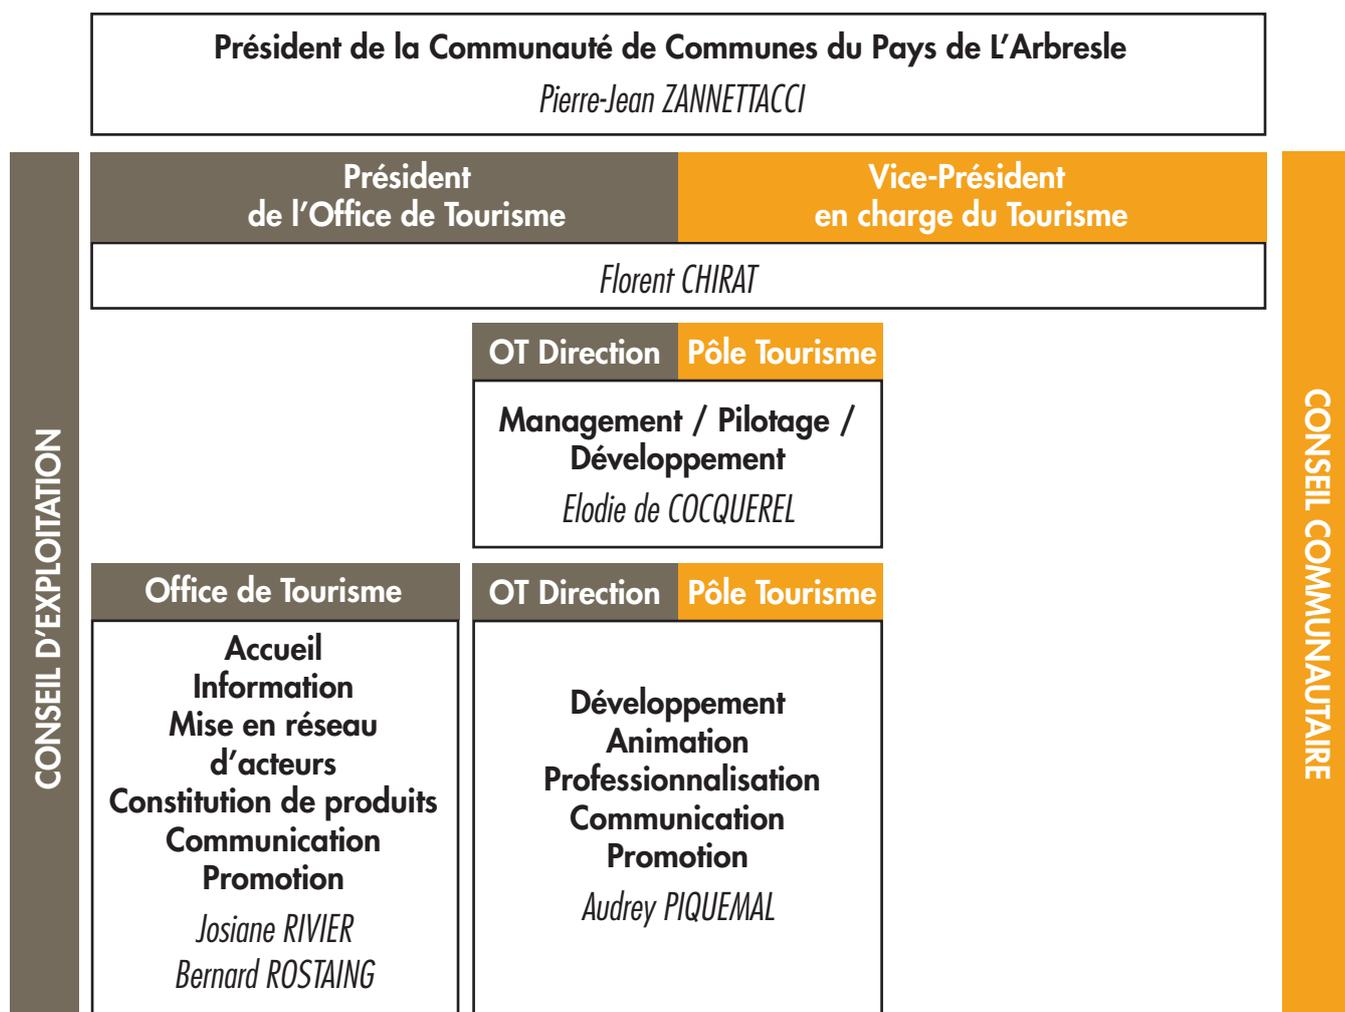 Président de la Communauté de Communes du Pays de L’Arbresle
Pierre-Jean ZANNETTACCI
CONSEIL D’EXPLOITATION
Président
de l’Office de Tourisme
Vice-Président
en charge du Tourisme
Florent CHIRAT
OT Direction
Pôle Tourisme
Management / Pilotage /
Développement
Elodie de COCQUEREL
Office de Tourisme
Accueil
Information
Mise en réseau
d’acteurs
Constitution de produits
Communication
Promotion
Josiane RIVIER
Bernard ROSTAING
OT Direction
Pôle Tourisme
Développement
Animation
Professionnalisation
Communication
Promotion
Audrey PIQUEMAL
CONSEIL COMMUNAUTAIRE